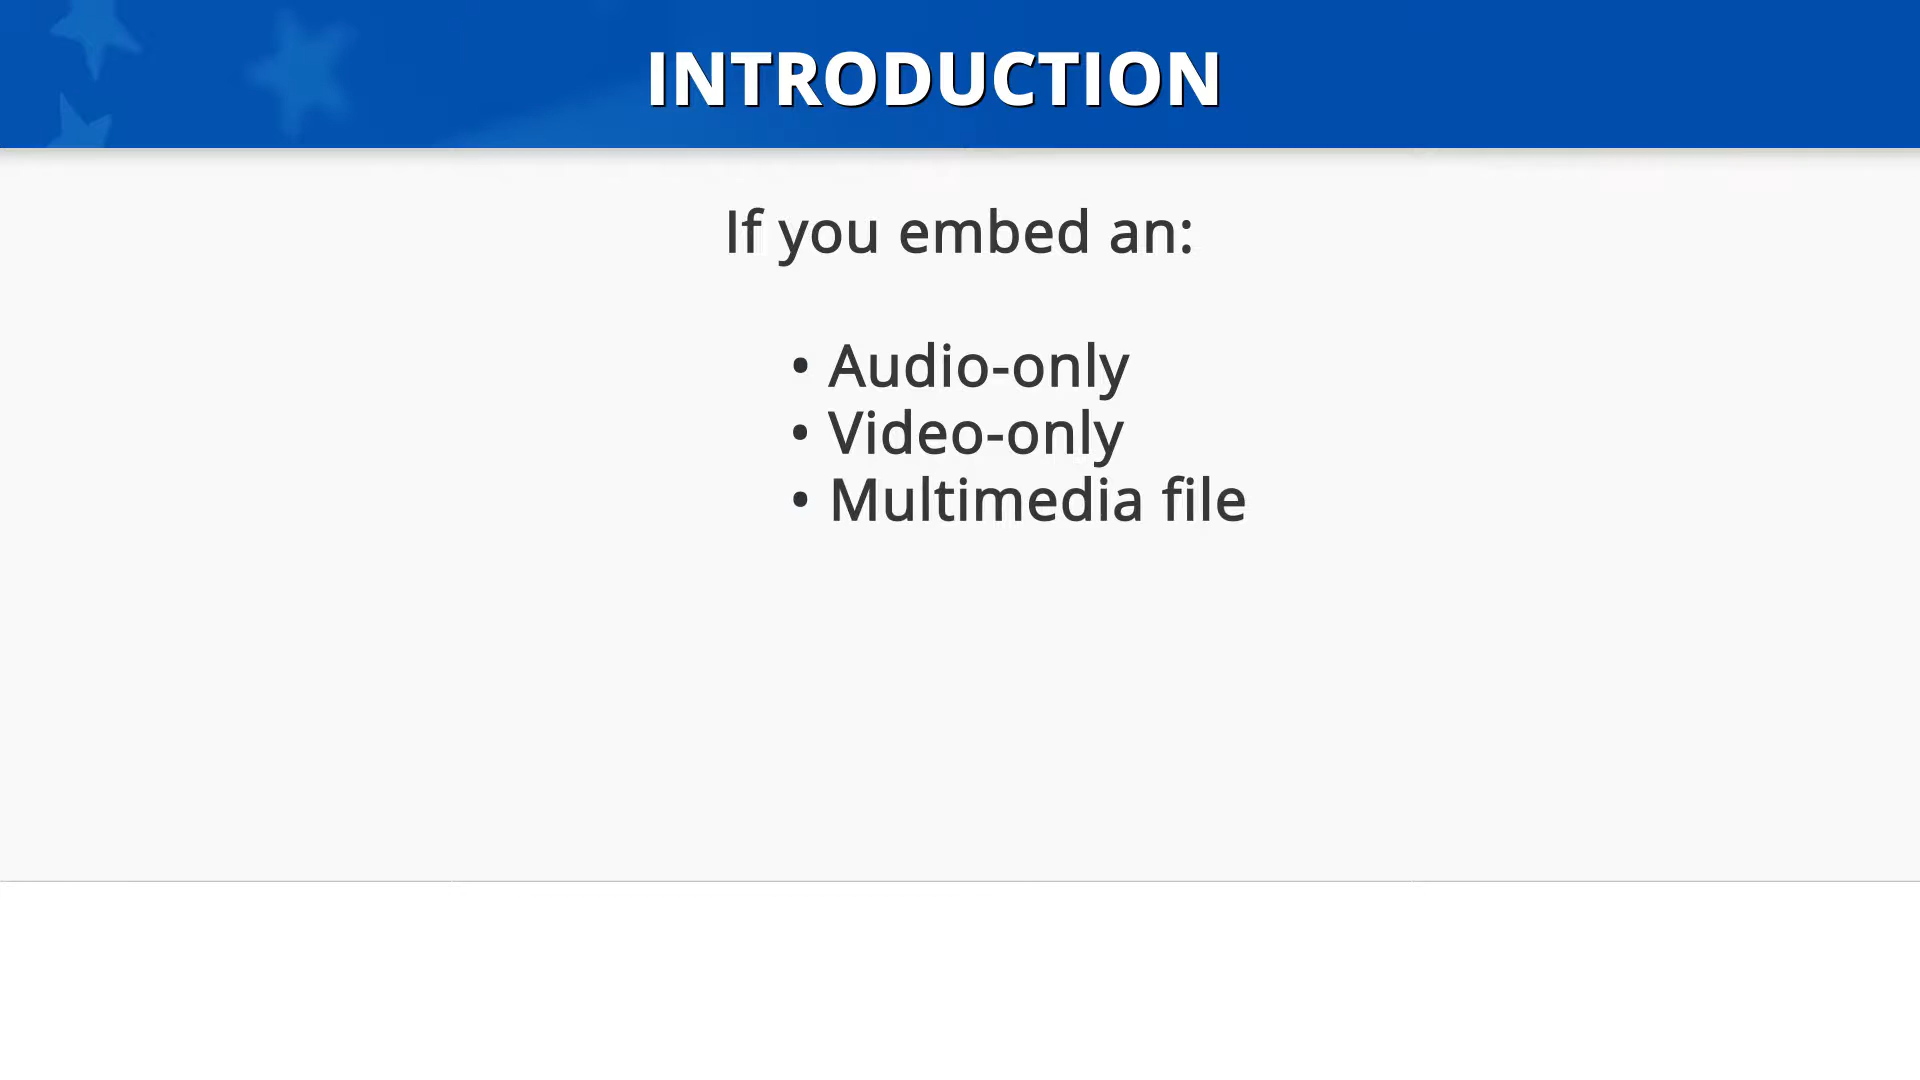 INTRODUCTION
If you embed an:
• Audio-only
• Video-only
• Multimedia file